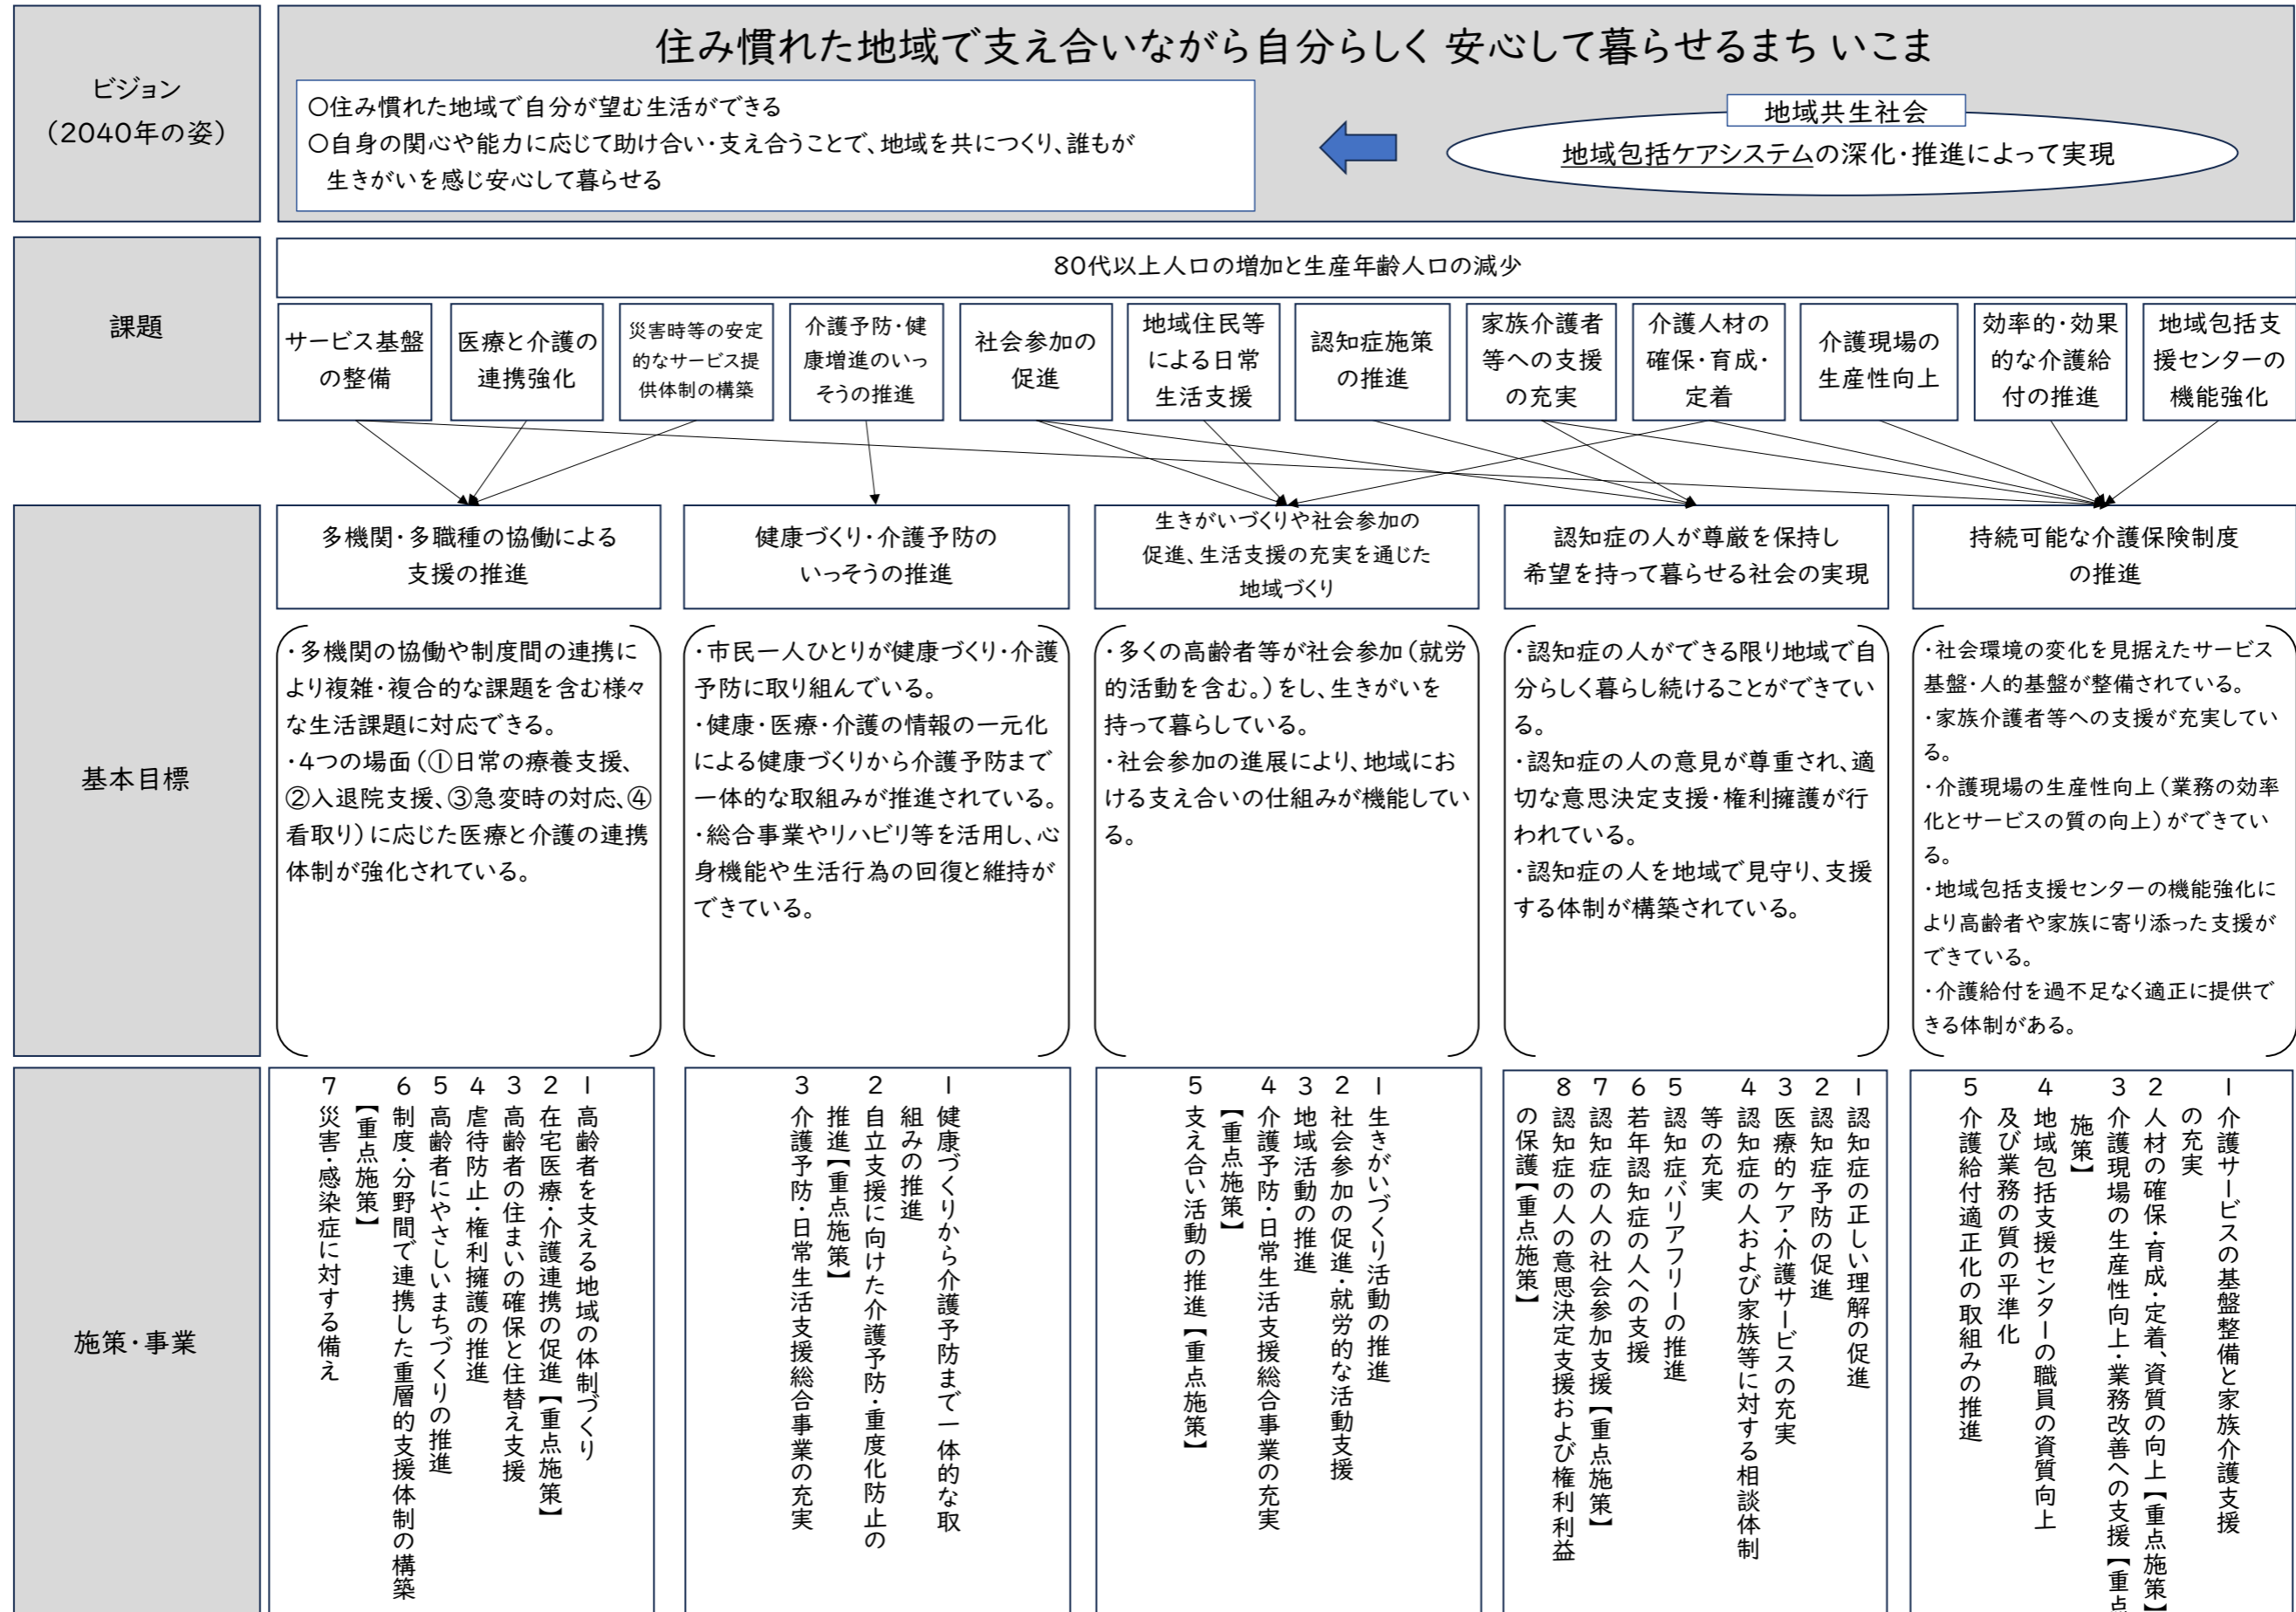 ビジョン
（2040年の姿）
住み慣れた地域で支え合いながら自分らしく 安心して暮らせるまち いこま
○住み慣れた地域で自分が望む生活ができる
○自身の関心や能力に応じて助け合い・支え合うことで、地域を共につくり、誰もが
生きがいを感じ安心して暮らせる
地域共生社会
地域包括ケアシステムの深化・推進によって実現
課題
80代以上人口の増加と生産年齢人口の減少
サービス基盤
の整備
医療と介護の
連携強化
災害時等の安定
的なサービス提
供体制の構築
介護予防・健
康増進のいっ
そうの推進
社会参加の
促進
地域住民等
による日常
生活支援
認知症施策
の推進
家族介護者
等への支援
の充実
介護人材の
確保・育成・
定着
介護現場の
生産性向上
効率的・効果
的な介護給
付の推進
地域包括支
援センターの
機能強化
基本目標
多機関・多職種の協働による
支援の推進
健康づくり・介護予防の
いっそうの推進
生きがいづくりや社会参加の
促進、生活支援の充実を通じた
地域づくり
認知症の人が尊厳を保持し
希望を持って暮らせる社会の実現
持続可能な介護保険制度
の推進
・多機関の協働や制度間の連携に
より複雑・複合的な課題を含む様々
な生活課題に対応できる。
・4つの場面（①日常の療養支援、
②入退院支援、③急変時の対応、④
看取り）に応じた医療と介護の連携
体制が強化されている。
・市民一人ひとりが健康づくり・介護
予防に取り組んでいる。
・健康・医療・介護の情報の一元化
による健康づくりから介護予防まで
一体的な取組みが推進されている。
・総合事業やリハビリ等を活用し、心
身機能や生活行為の回復と維持が
できている。
・多くの高齢者等が社会参加（就労
的活動を含む。）をし、生きがいを
持って暮らしている。
・社会参加の進展により、地域にお
ける支え合いの仕組みが機能してい
る。
・認知症の人ができる限り地域で自
分らしく暮らし続けることができてい
る。
・認知症の人の意見が尊重され、適
切な意思決定支援・権利擁護が行
われている。
・認知症の人を地域で見守り、支援
する体制が構築されている。
・社会環境の変化を見据えたサービス
基盤・人的基盤が整備されている。
・家族介護者等への支援が充実してい
る。
・介護現場の生産性向上（業務の効率
化とサービスの質の向上）ができてい
る。
・地域包括支援センターの機能強化に
より高齢者や家族に寄り添った支援が
できている。
・介護給付を過不足なく適正に提供で
きる体制がある。
施策・事業
1 高齢者を支える地域の体制づくり
2 在宅医療・介護連携の促進【重点施策】
3 高齢者の住まいの確保と住替え支援
4 虐待防止・権利擁護の推進
5 高齢者にやさしいまちづくりの推進
6 制度・分野間で連携した重層的支援体制の構築
【重点施策】
7 災害・感染症に対する備え
1 健康づくりから介護予防まで一体的な取
組みの推進
2 自立支援に向けた介護予防・重度化防止の
推進【重点施策】
3 介護予防・日常生活支援総合事業の充実
1 生きがいづくり活動の推進
2 社会参加の促進・就労的な活動支援
3 地域活動の推進
4 介護予防・日常生活支援総合事業の充実
【重点施策】
5 支え合い活動の推進【重点施策】
1 認知症の正しい理解の促進
2 認知症予防の促進
3 医療的ケア・介護サービスの充実
4 認知症の人および家族等に対する相談体制
等の充実
5 認知症バリアフリーの推進
6 若年認知症の人への支援
7 認知症の人の社会参加支援【重点施策】
8 認知症の人の意思決定支援および権利利益
の保護【重点施策】
1 介護サービスの基盤整備と家族介護支援
の充実
2 人材の確保・育成・定着、資質の向上【重点施策】
3 介護現場の生産性向上・業務改善への支援【重点
施策】
4 地域包括支援センターの職員の資質向上
及び業務の質の平準化
5 介護給付適正化の取組みの推進